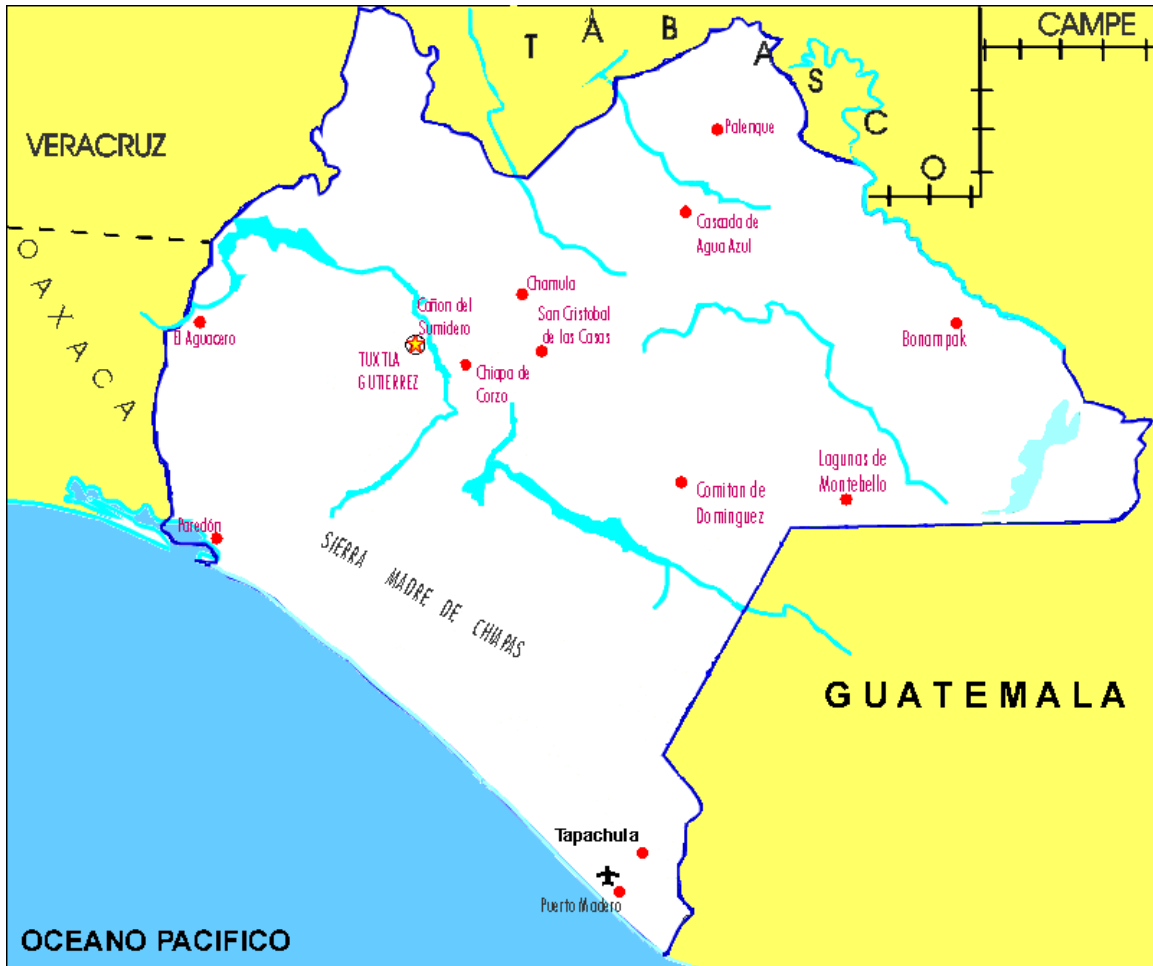 CAMPE
TABASCO
VERACRUZ
OAXACA
Palenque
Cascada de
Agua Azul
Chamula
Cañon del
Sumidero
San Cristobal
de las Casas
El Aguacero
TUXTLA
GUTIERREZ
Chiapa de
Corzo
Bonampak
Lagunas de
Montebello
Comitan de
Dominguez
Paredón
SIERRA MADRE DE CHIAPAS
GUATEMALA
Tapachula
Puerto Madero
OCEANO PACIFICO